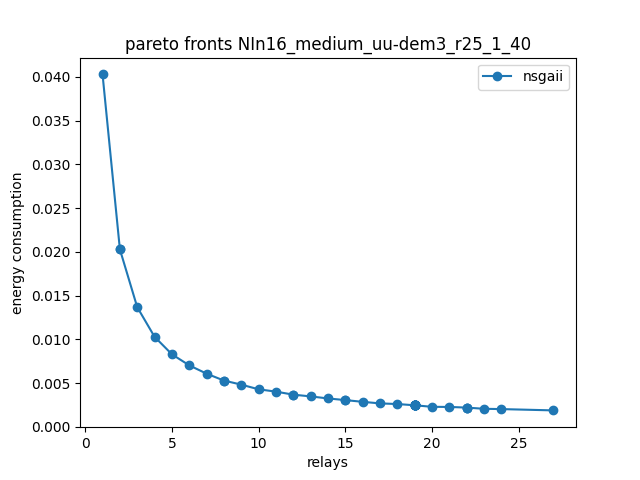 pareto fronts NIn16_medium_uu-dem3_r25_1_40
nsgaii
energy consumption
0.040
0.035
0.030
0.025
0.020
0.015
0.010
0.005
0.000
0 5 10 15 20 25
relays